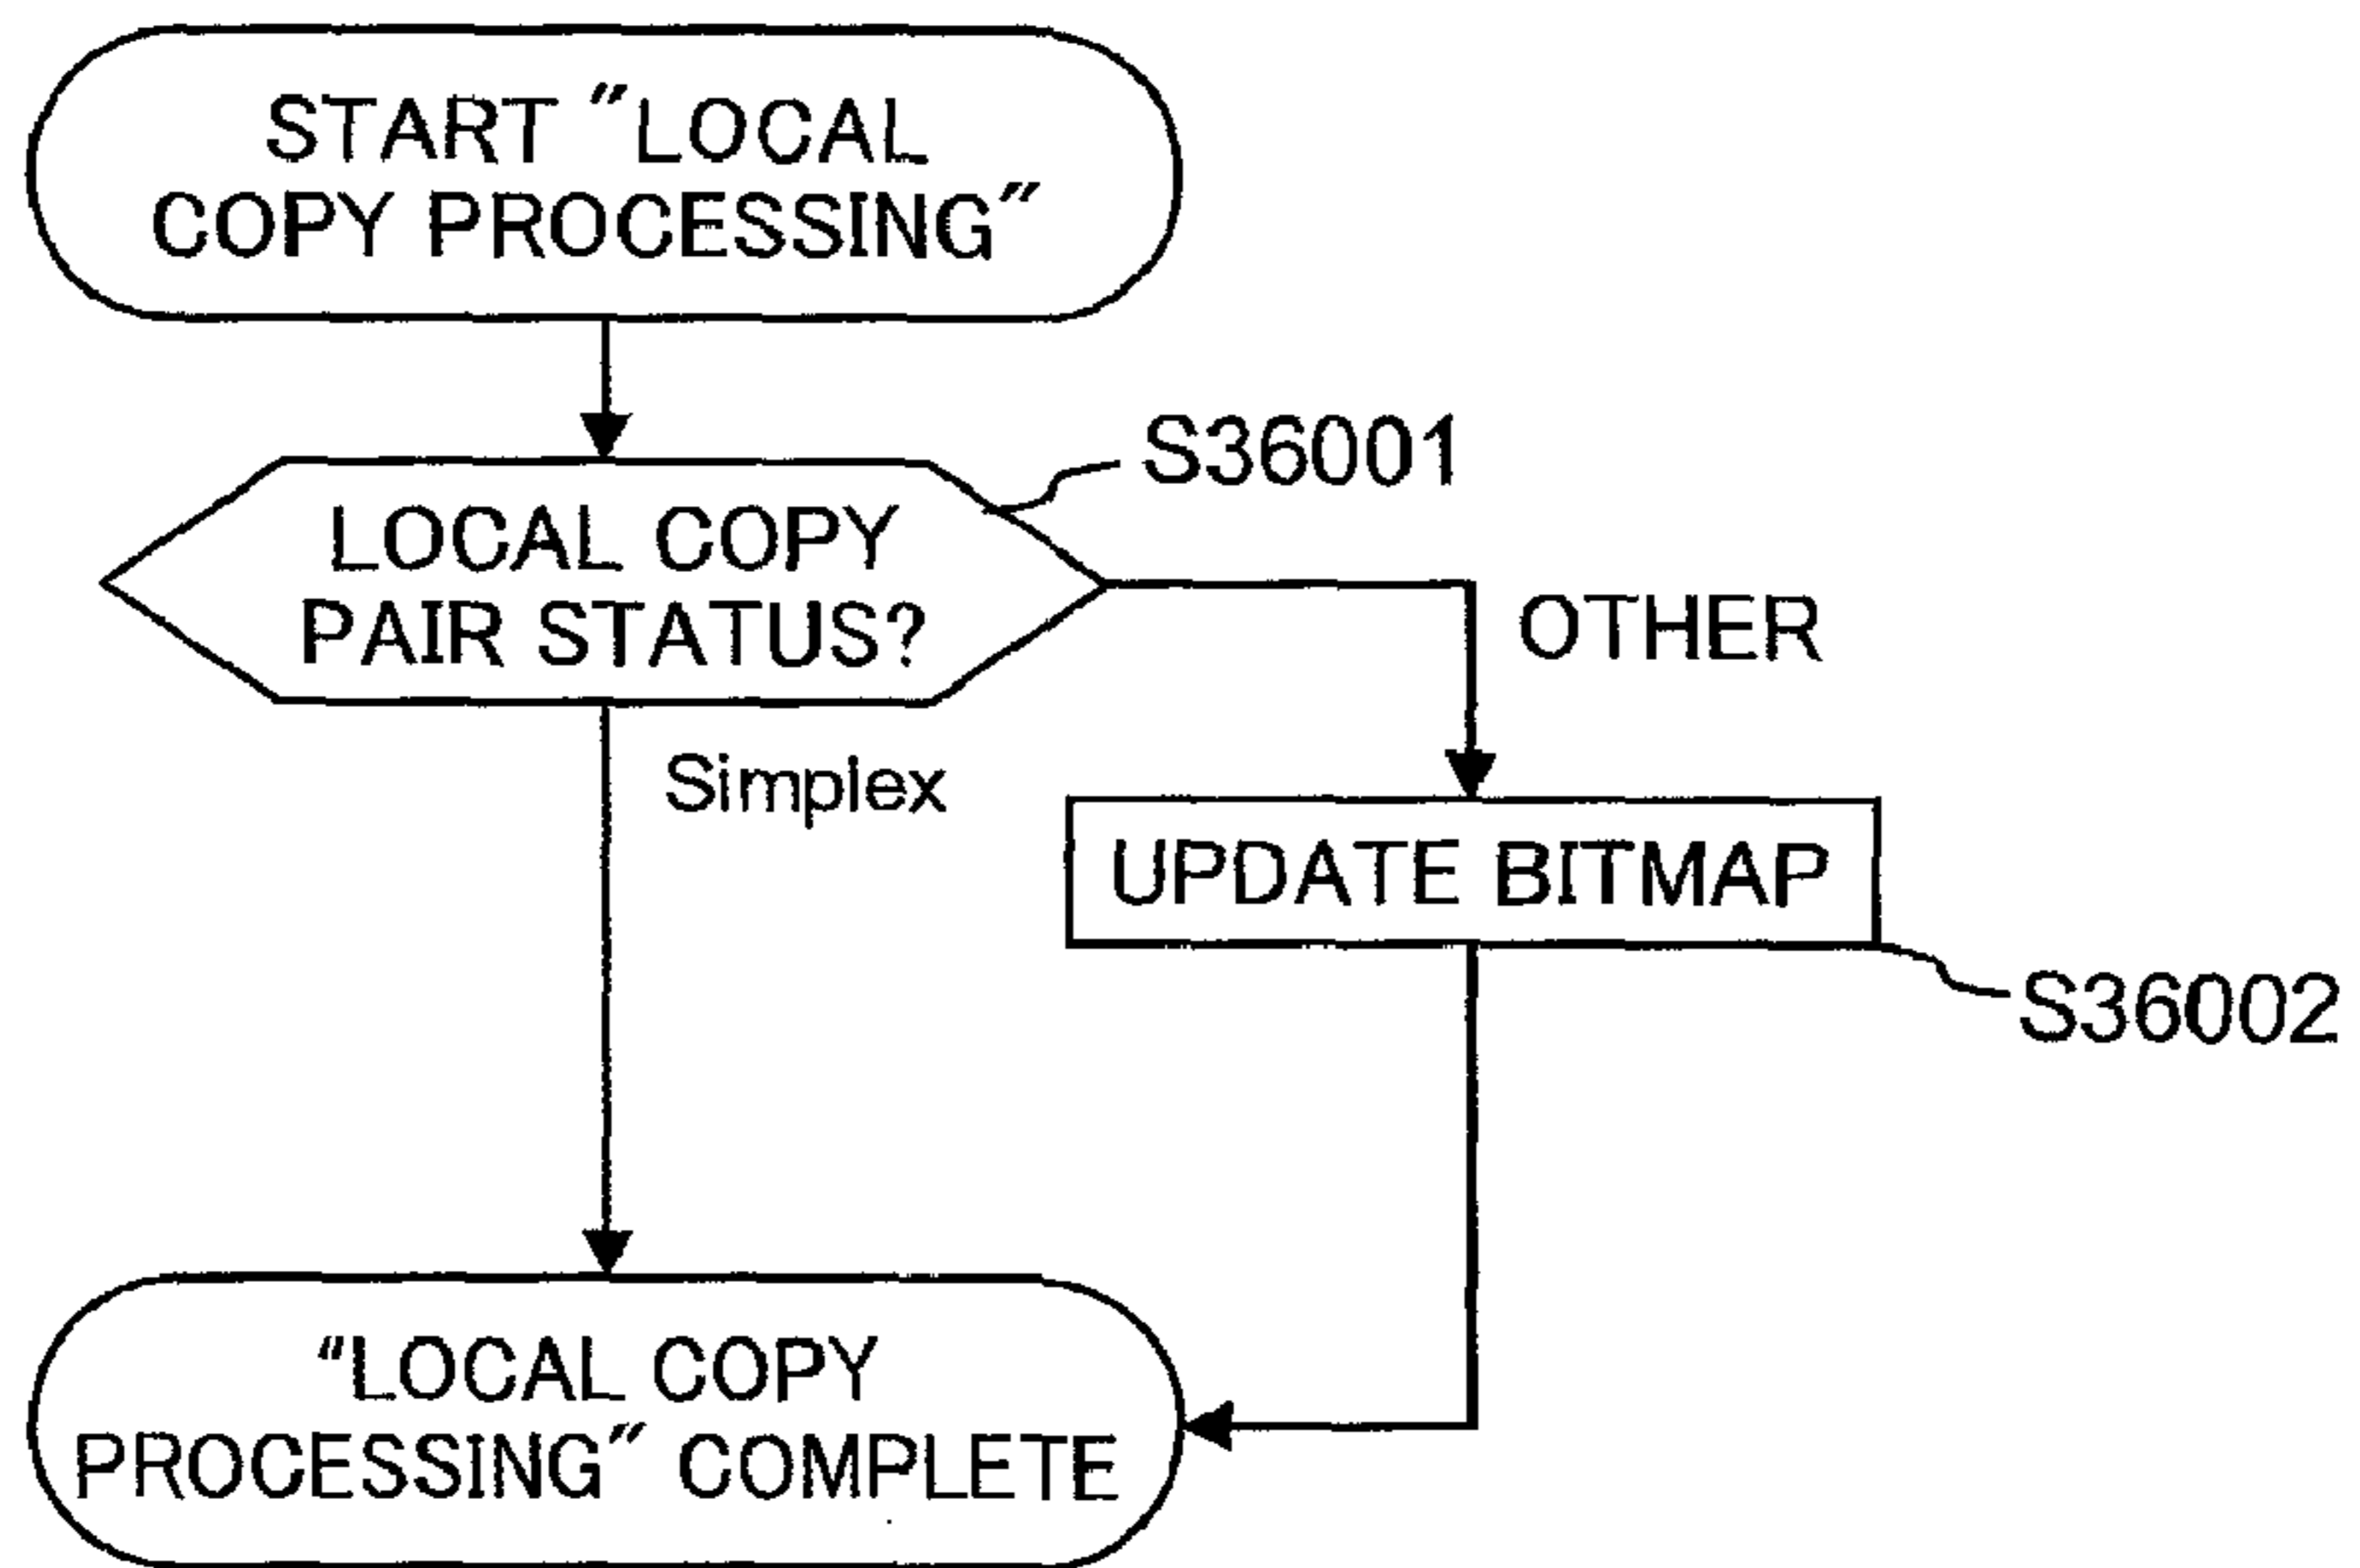 START "LOCAL
COPY PROCESSING"
S36001
LOCAL COPY
PAIR STATUS?
OTHER
Simplex
UPDATE BITMAP
S36002
"LOCAL COPY
PROCESSING" COMPLETE